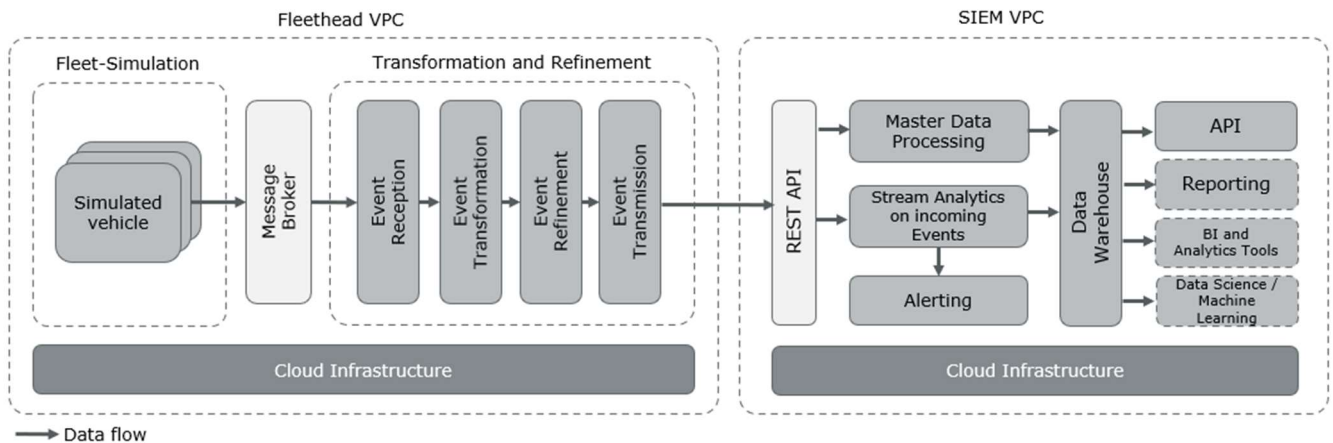 Fleethead VPC
SIEM VPC
Fleet-Simulation
Transformation and Refinement
Simulated
vehicle
Message
Broker
Event
Reception
Event
Transformation
Event
Refinement
Event
Transmission
REST API
Master Data
Processing
Stream Analytics
on incoming
Events
Alerting
Data
Warehouse
API
Reporting
BI and
Analytics Tools
Data Science /
Machine
Learning
Cloud Infrastructure
Cloud Infrastructure
Data flow